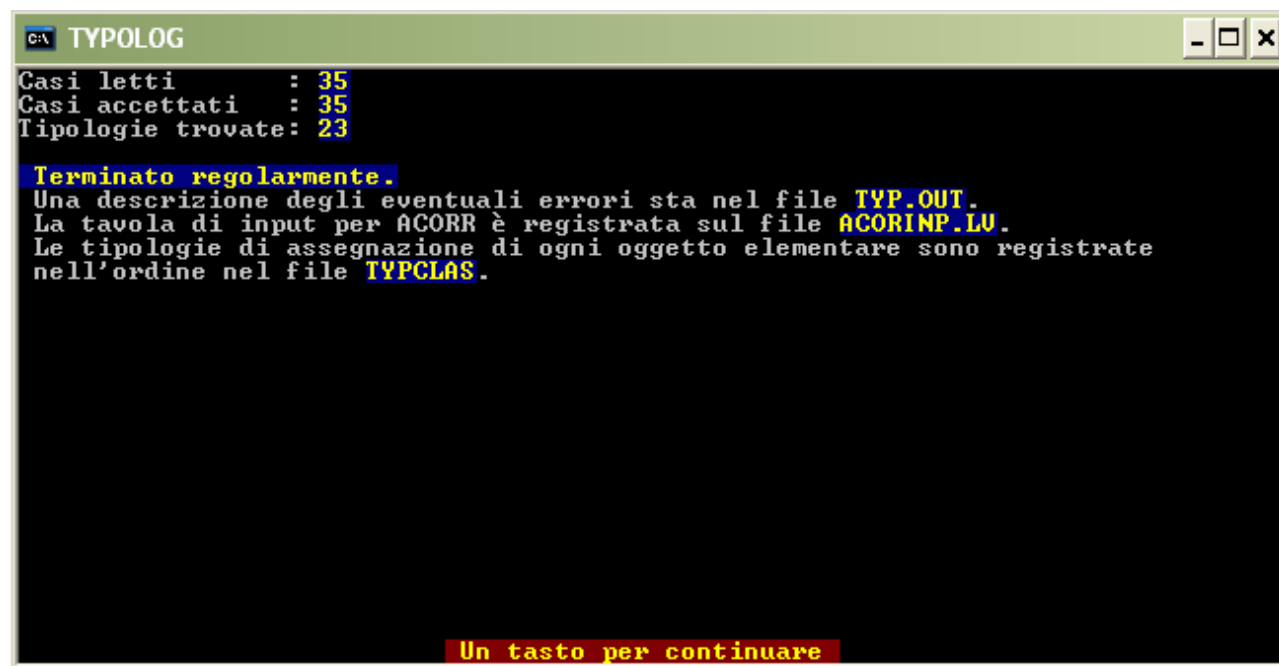 TYPOLOG
Casi letti : 35
Casi accettati : 35
Tipologie trovate: 23
Terminato regolarmente.
Una descrizione degli eventuali errori sta nel file TYP.OUT.
La tavola di input per ACORR è registrata sul file ACORINP.LV.
Le tipologie di assegnazione di ogni oggetto elementare sono registrate
nell'ordine nel file TYPCLAS.
Un tasto per continuare